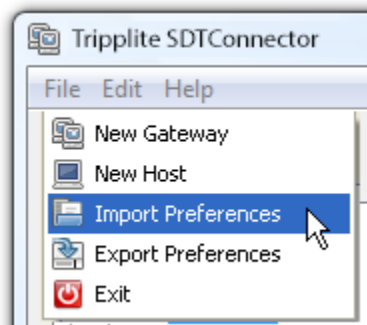 Tripplite SDTConnector
File Edit Help
New Gateway
New Host
Import Preferences
Export Preferences
Exit